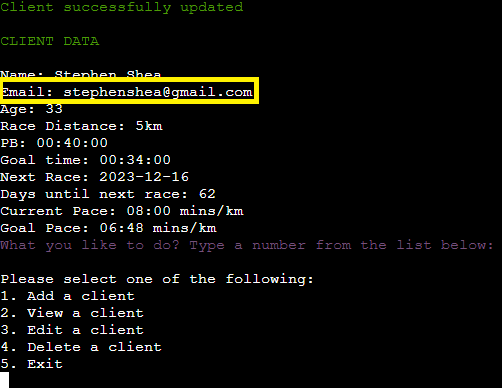 Client successfully updated
CLIENT DATA
Name: Stephen Shea
Email: stephenshea@gmail.com
Age: 33
Race Distance: 5km
PB: 00:40:00
Goal time: 00:34:00
Next Race: 2023-12-16
Days until next race: 62
Current Pace: 08:00 mins/km
Goal Pace: 06:48 mins/km
What you like to do? Type a number from the list below:
Please select one of the following:
1. Add a client
2. View a client
3. Edit a client
4. Delete a client
5. Exit